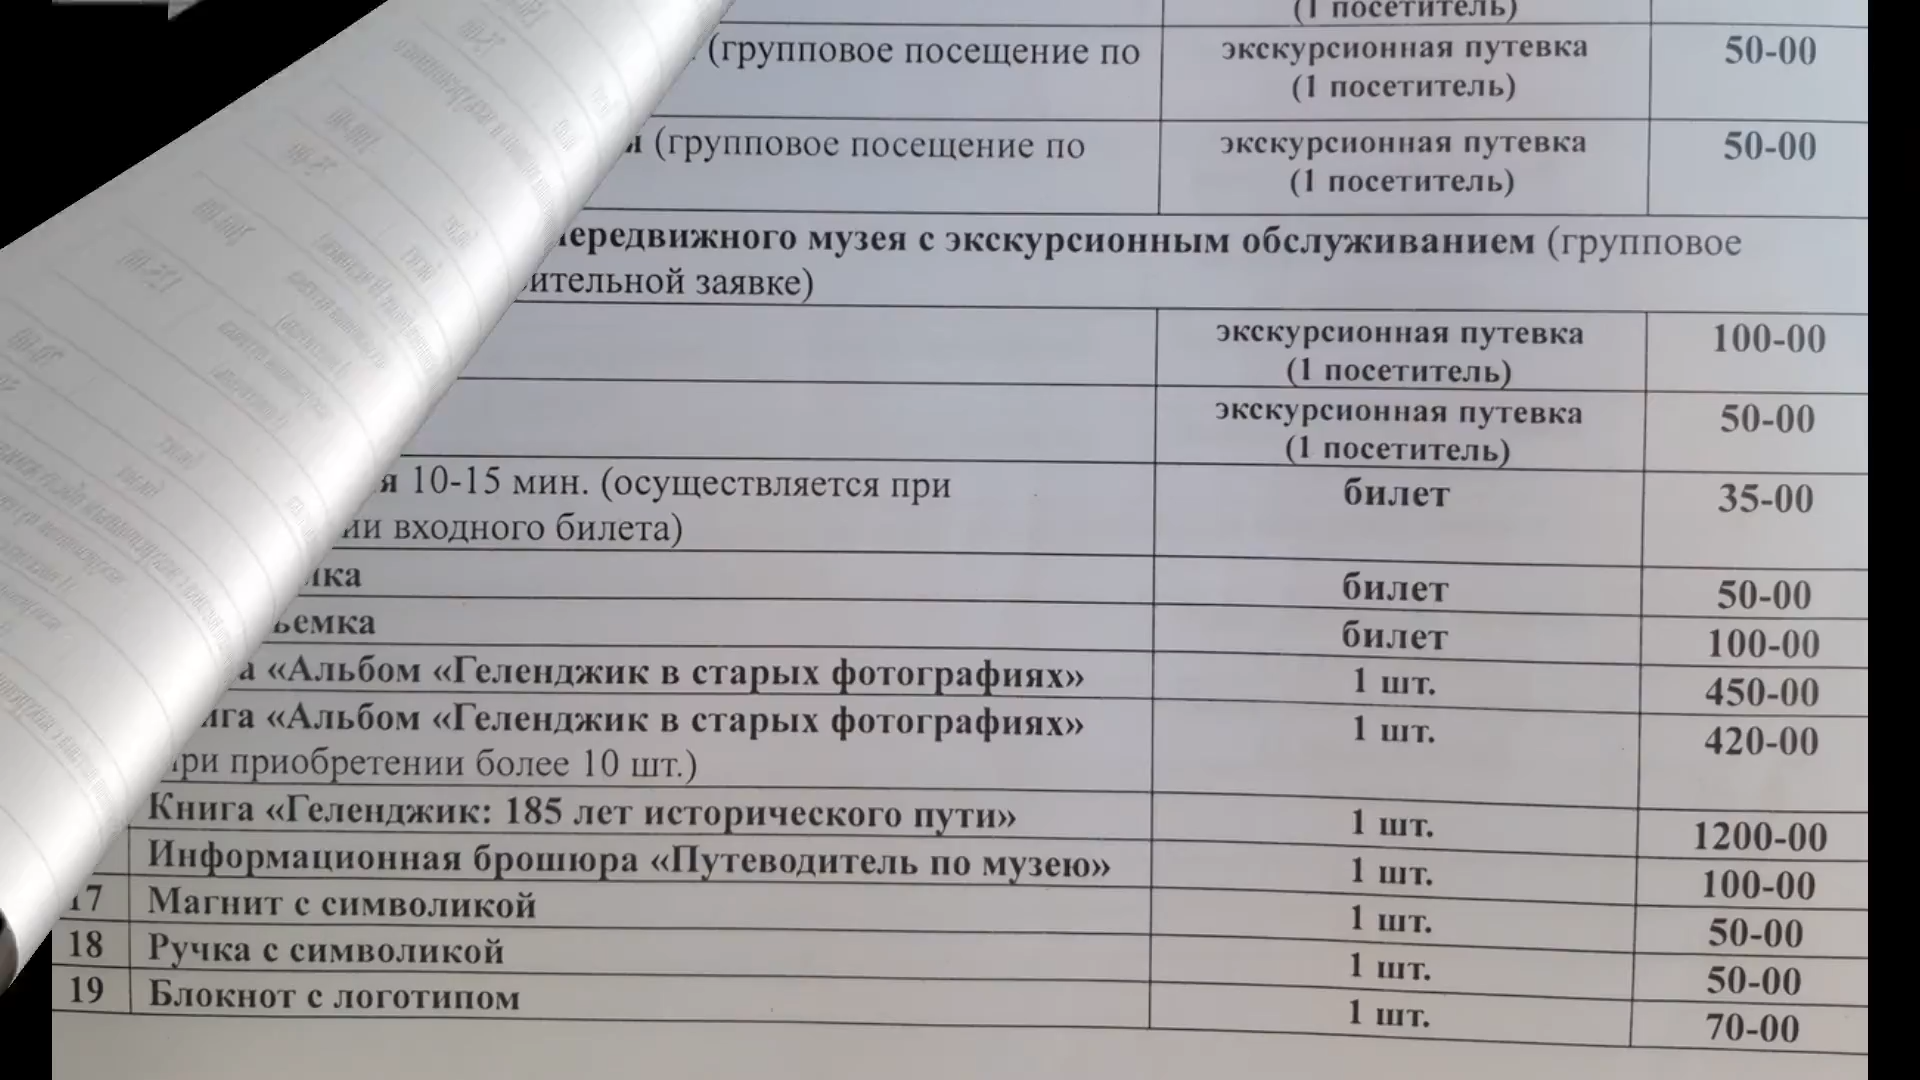 (1 посетитель)
(групповое посещение по
экскурсионная путевка
(1 посетитель)
50-00
(групповое посещение по
экскурсионная путевка
(1 посетитель)
50-00
передвижного музея с экскурсионным обслуживанием (групповое
заявке)
экскурсионная путевка
(1 посетитель)
100-00
экскурсионная путевка
(1 посетитель)
50-00
10-15 мин. (осуществляется при
входного билета)
билет
35-00
билет
50-00
билет
100-00
«Альбом «Геленджик в старых фотографиях»
1 шт.
450-00
«Альбом «Геленджик в старых фотографиях»
при приобретении более 10 шт.)
1 шт.
420-00
Книга «Геленджик: 185 лет исторического пути»
1 шт.
1200-00
Информационная брошюра «Путеводитель по музею»
1 шт.
100-00
17 Магнит с символикой
1 шт.
50-00
18 Ручка с символикой
1 шт.
50-00
19 Блокнот с логотипом
1 шт.
70-00